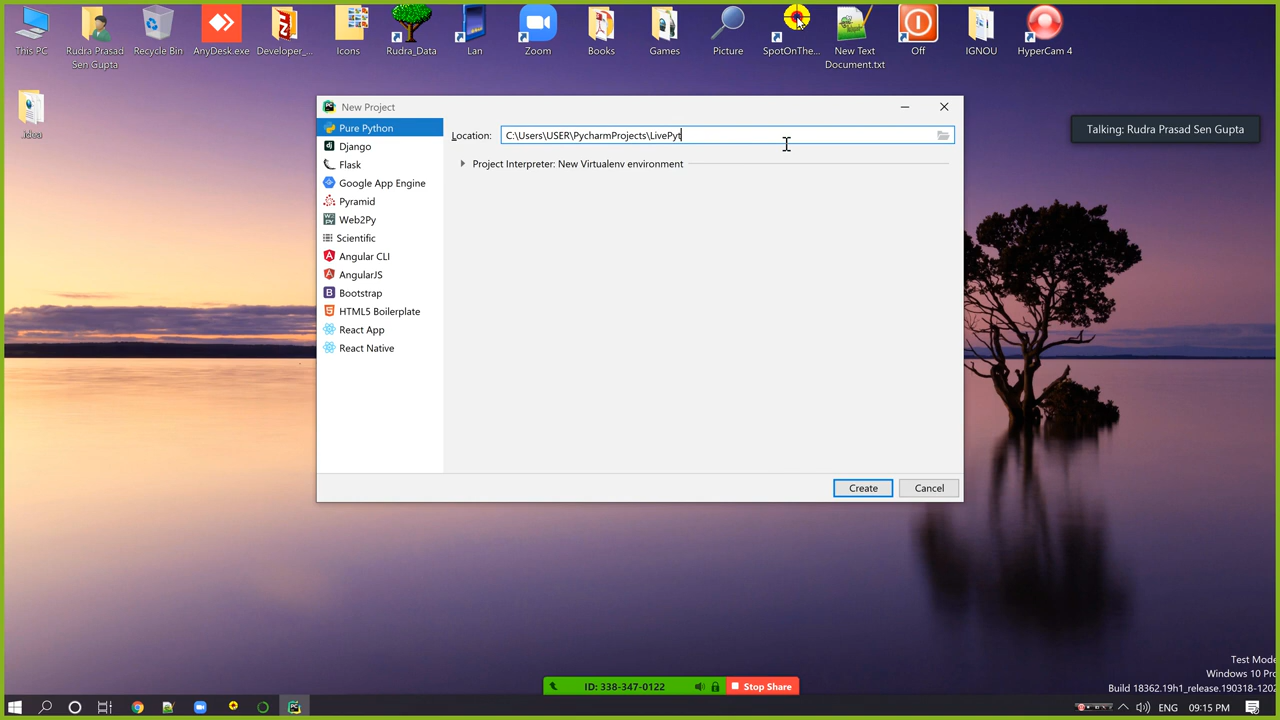 This PC
Rudra Prasad Sen Gupta
Recycle Bin
AnyDesk.exe
Developer_...
Icons
Rudra_Data
Lan
Zoom
Books
Games
Picture
SpotOnThe...
New Text Document.txt
Off
IGNOU
HyperCam 4
.idea
New Project
Talking: Rudra Prasad Sen Gupta
Pure Python
Django
Flask
Google App Engine
Pyramid
Web2Py
Scientific
Angular CLI
AngularJS
Bootstrap
HTML5 Boilerplate
React App
React Native
Location: C:\Users\USER\PycharmProjects\LivePyt
Project Interpreter: New Virtualenv environment
Create
Cancel
Test Mode
Windows 10 Pro
Build 18362.19h1_release.190318-1202
ID: 338-347-0122
Stop Share
ENG
09:15 PM